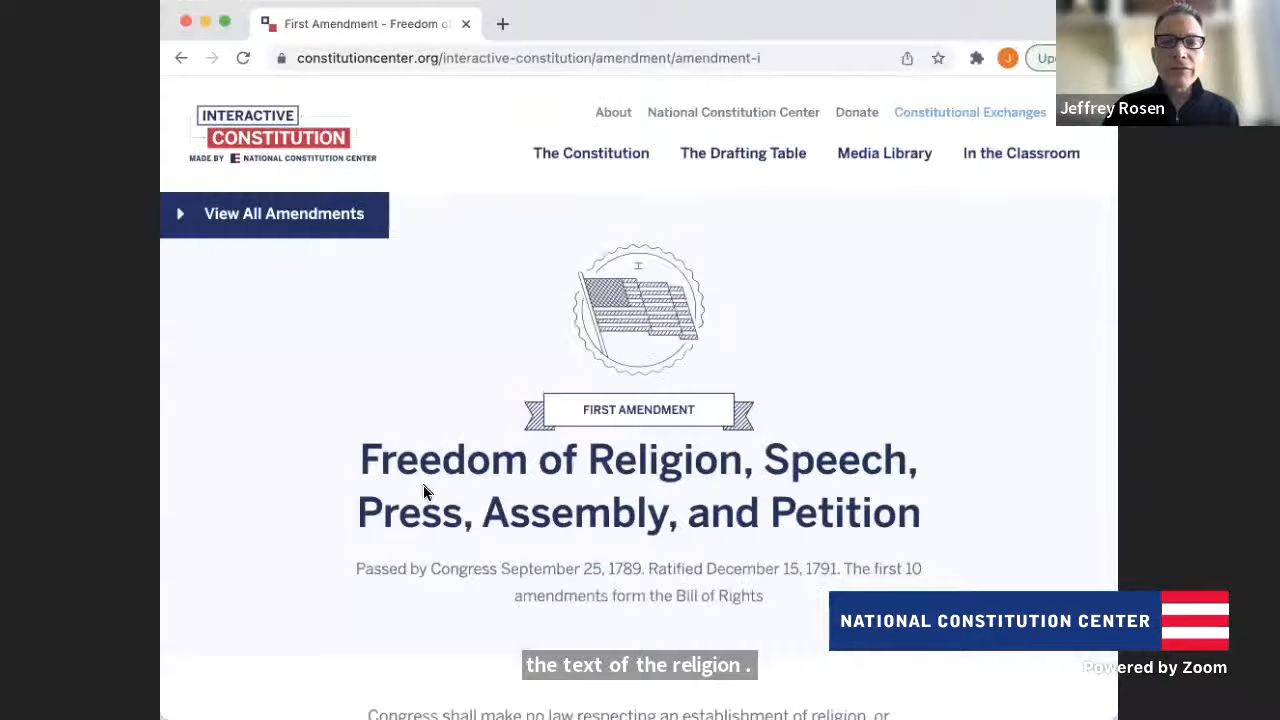 First Amendment - Freedom of
constitutioncenter.org/interactive-constitution/amendment/amendment-i
J
Up
Jeffrey Rosen
INTERACTIVE
CONSTITUTION
MADE BY NATIONAL CONSTITUTION CENTER
About National Constitution Center Donate Constitutional Exchanges
The Constitution The Drafting Table Media Library In the Classroom
View All Amendments
I
FIRST AMENDMENT
Freedom of Religion, Speech,
Press, Assembly, and Petition
Passed by Congress September 25, 1789. Ratified December 15, 1791. The first 10
amendments form the Bill of Rights
NATIONAL CONSTITUTION CENTER
the text of the religion .
Powered by Zoom
Congress shall make no law respecting an establishment of religion, or